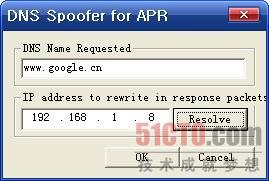 DNS Spoofer for APR
DNS Name Requested
www.google.cn
IP address to rewrite in response packets
192 . 168 . 1 . 8
Resolve
51CTO.com
技术成就梦想
OK
Cancel